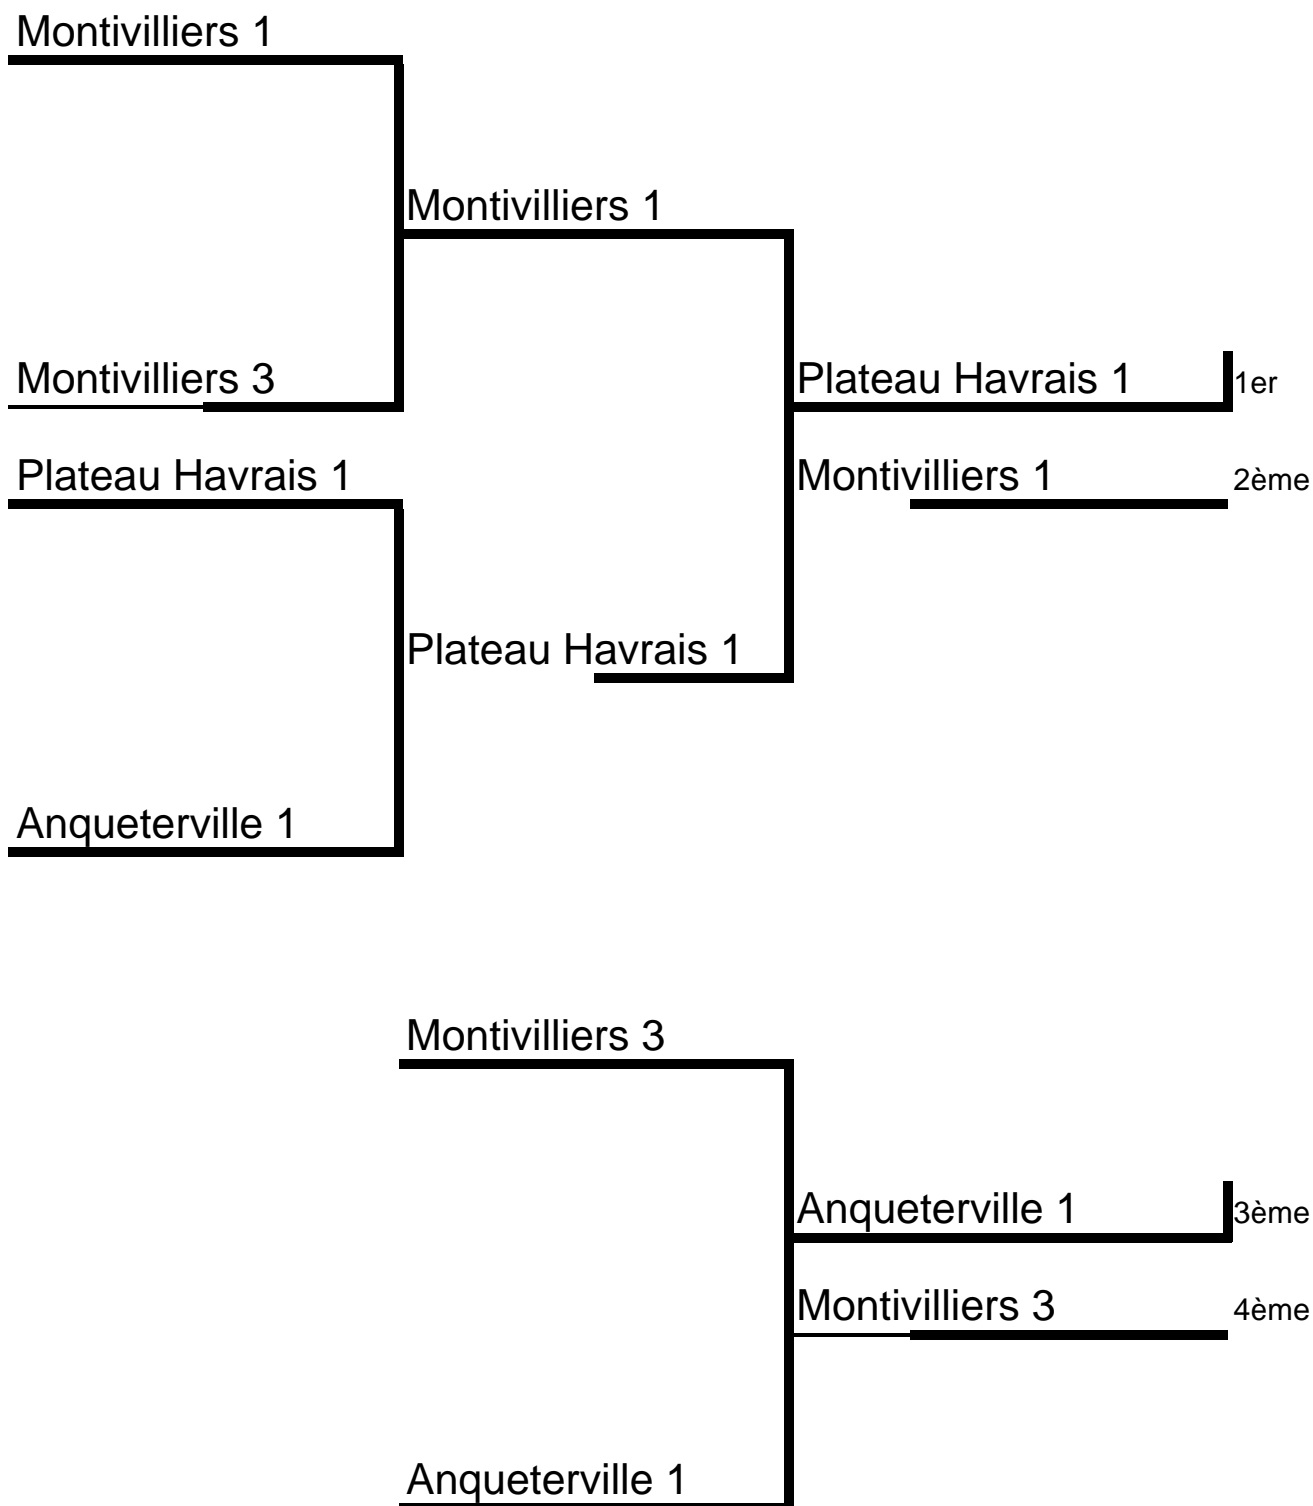 Montivilliers 1
Montivilliers 1
Montivilliers 3
Plateau Havrais 1 1er
Plateau Havrais 1
Montivilliers 1 2ème
Plateau Havrais 1
Anqueterville 1
Montivilliers 3
Anqueterville 1 3ème
Montivilliers 3 4ème
Anqueterville 1